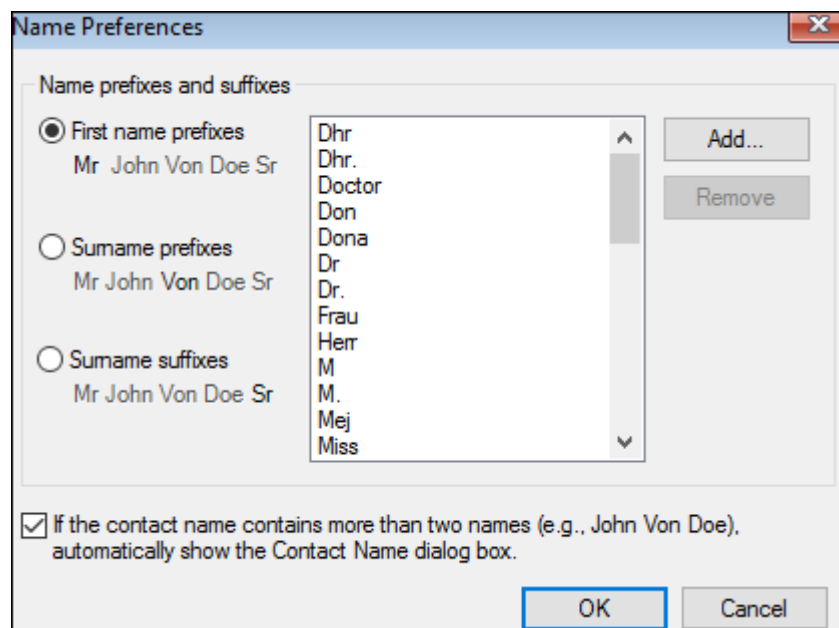 Name Preferences
Name prefixes and suffixes
First name prefixes
Mr John Von Doe Sr
Surname prefixes
Mr John Von Doe Sr
Surname suffixes
Mr John Von Doe Sr
Dhr
Dhr.
Doctor
Don
Dona
Dr
Dr.
Frau
Herr
M
M.
Mej
Miss
Add...
Remove
If the contact name contains more than two names (e.g., John Von Doe),
automatically show the Contact Name dialog box.
OK
Cancel